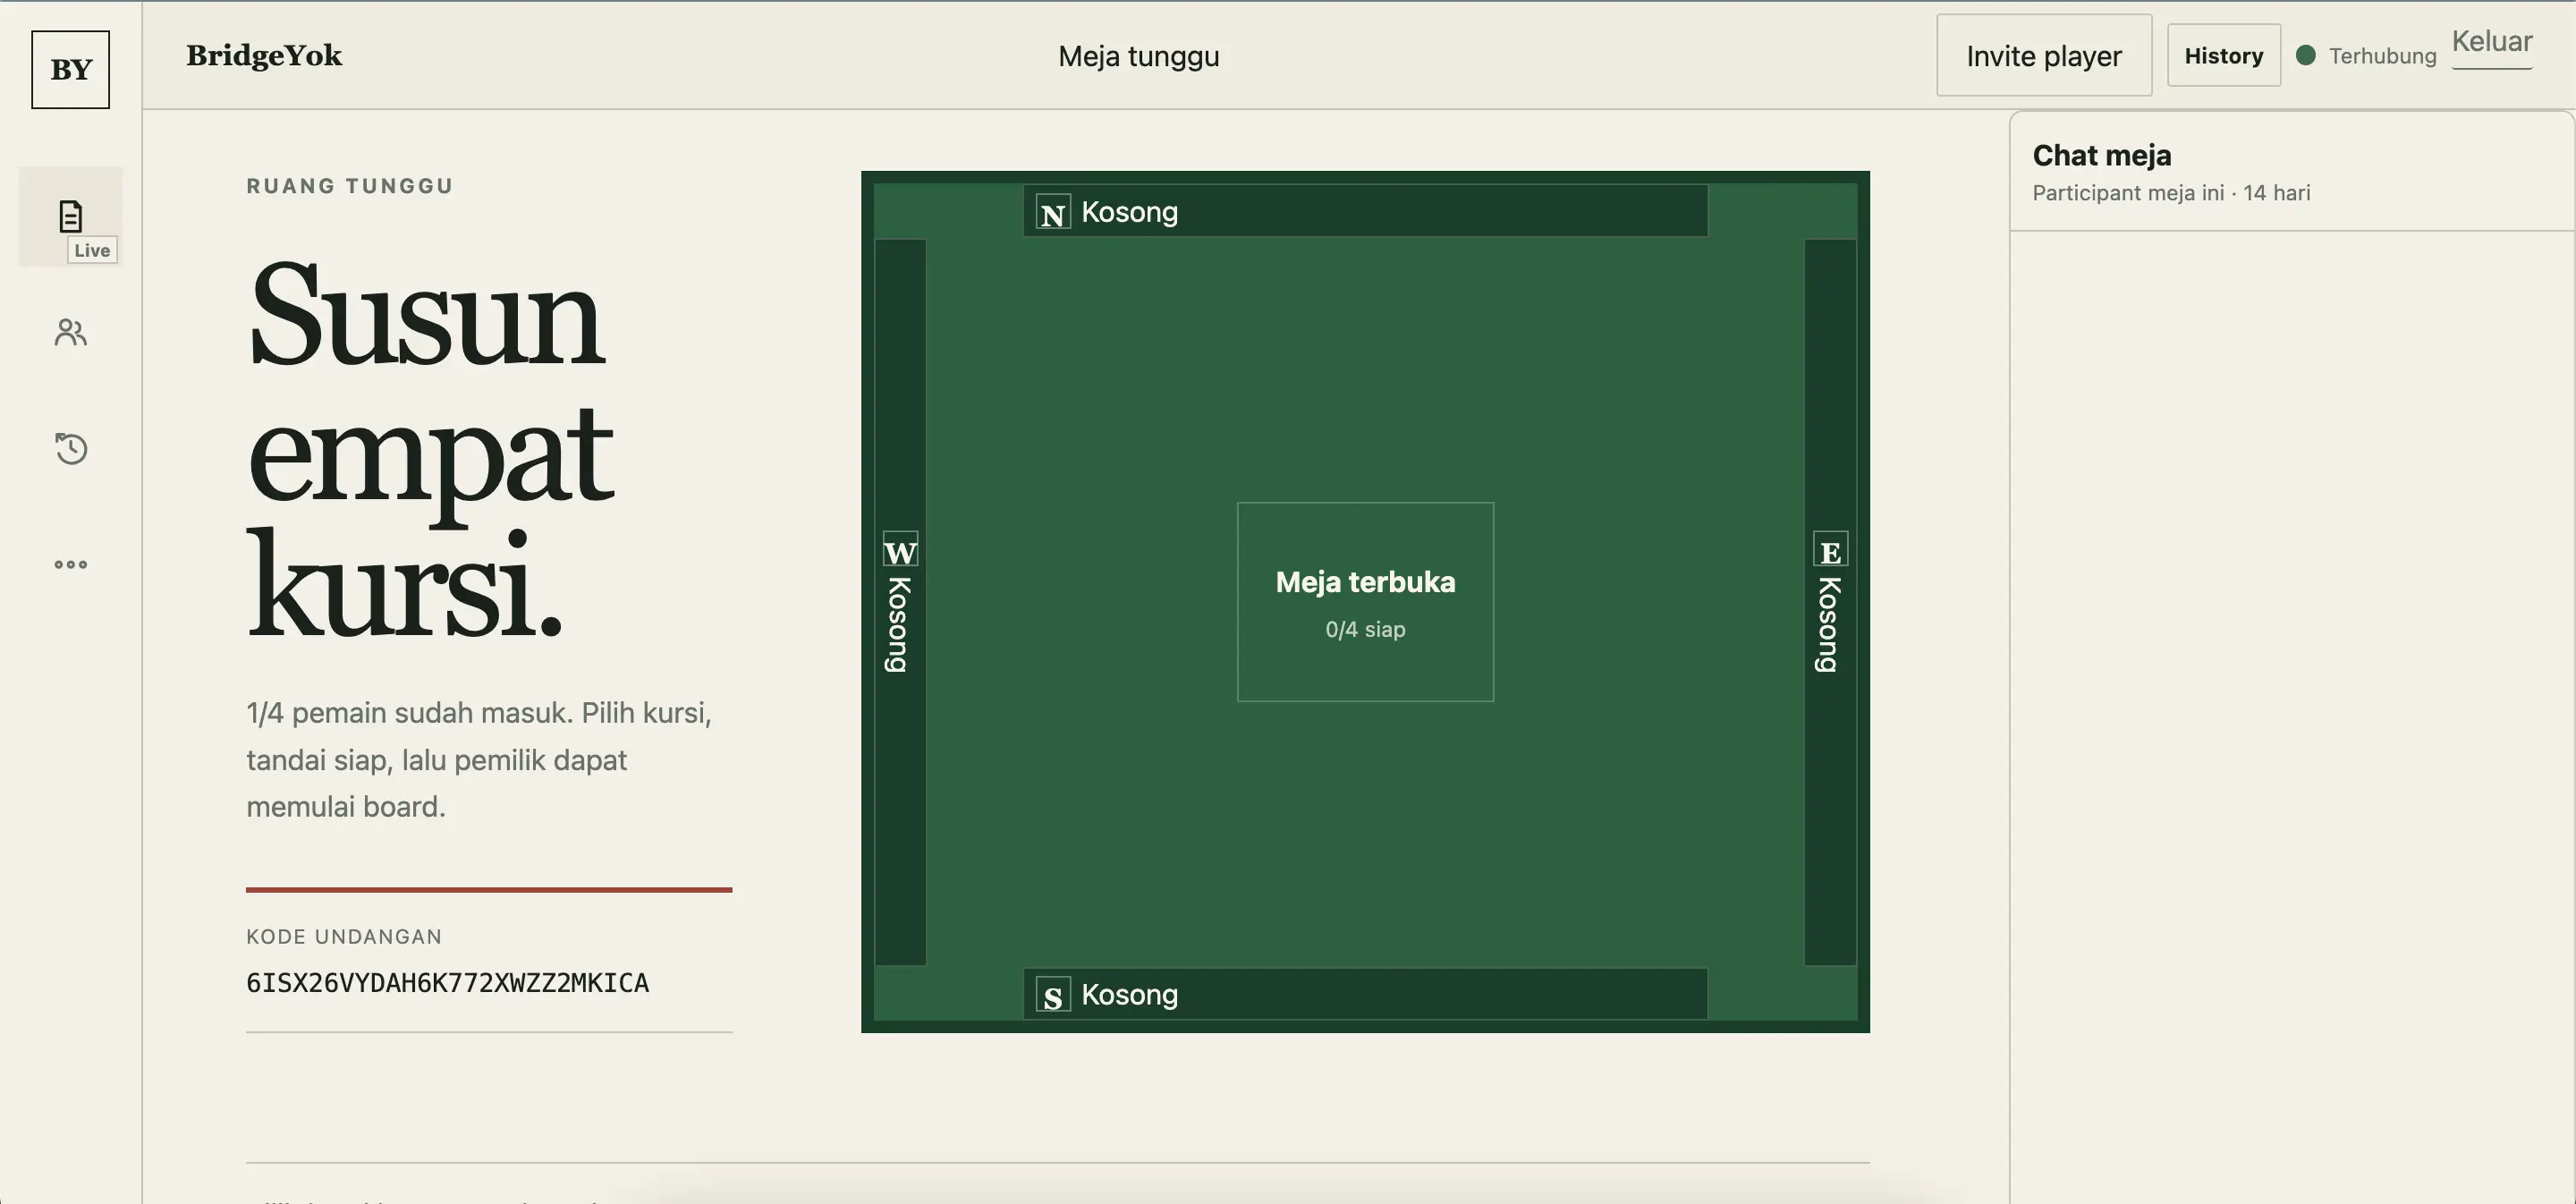 BY
BridgeYok
Meja tunggu
Invite player
History
Terhubung
Keluar
Live
RUANG TUNGGU
Susun
empat
kursi.
1/4 pemain sudah masuk. Pilih kursi,
tandai siap, lalu pemilik dapat
memulai board.
KODE UNDANGAN
6ISX26VYDAH6K772XWZZ2MKICA
N Kosong
W Kosong
Meja terbuka
0/4 siap
E Kosong
S Kosong
Chat meja
Participant meja ini · 14 hari